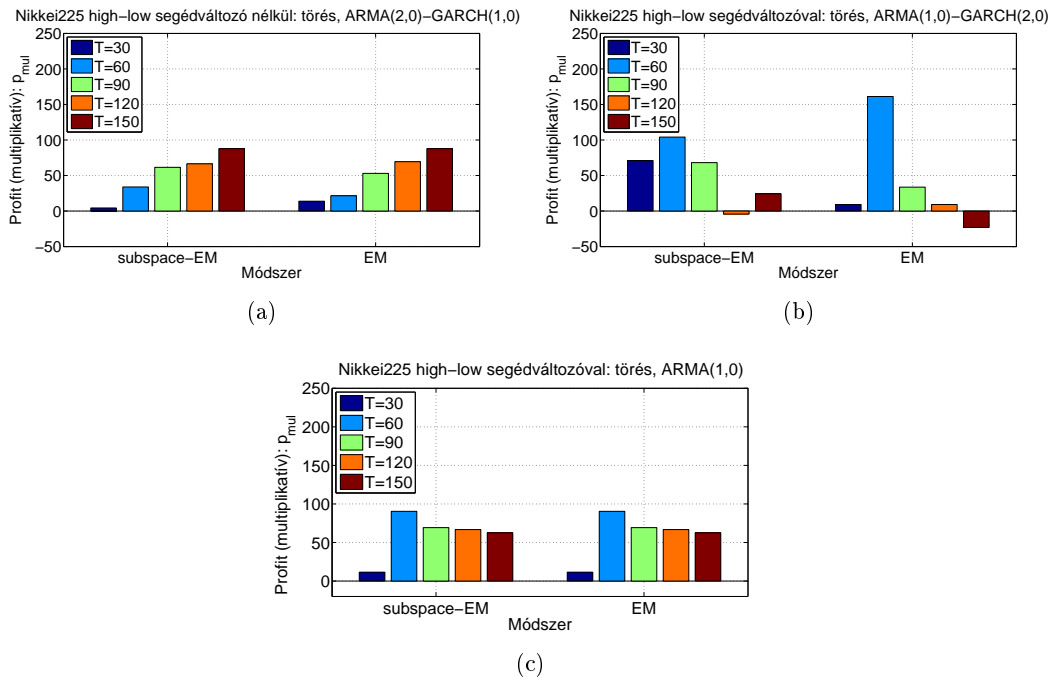 Nikkei225 high−low segédváltozó nélkül: törés, ARMA(2,0)−GARCH(1,0)
250
200
150
100
50
0
−50
Profit (multiplikatív): p_mul
T=30
T=60
T=90
T=120
T=150
subspace−EM EM
Módszer
(a)
Nikkei225 high−low segédváltozóval: törés, ARMA(1,0)−GARCH(2,0)
250
200
150
100
50
0
−50
Profit (multiplikatív): p_mul
T=30
T=60
T=90
T=120
T=150
subspace−EM EM
Módszer
(b)
Nikkei225 high−low segédváltozóval: törés, ARMA(1,0)
250
200
150
100
50
0
Profit (multiplikatív): p_mul
T=30
T=60
T=90
T=120
T=150
subspace−EM EM
Módszer
(c)